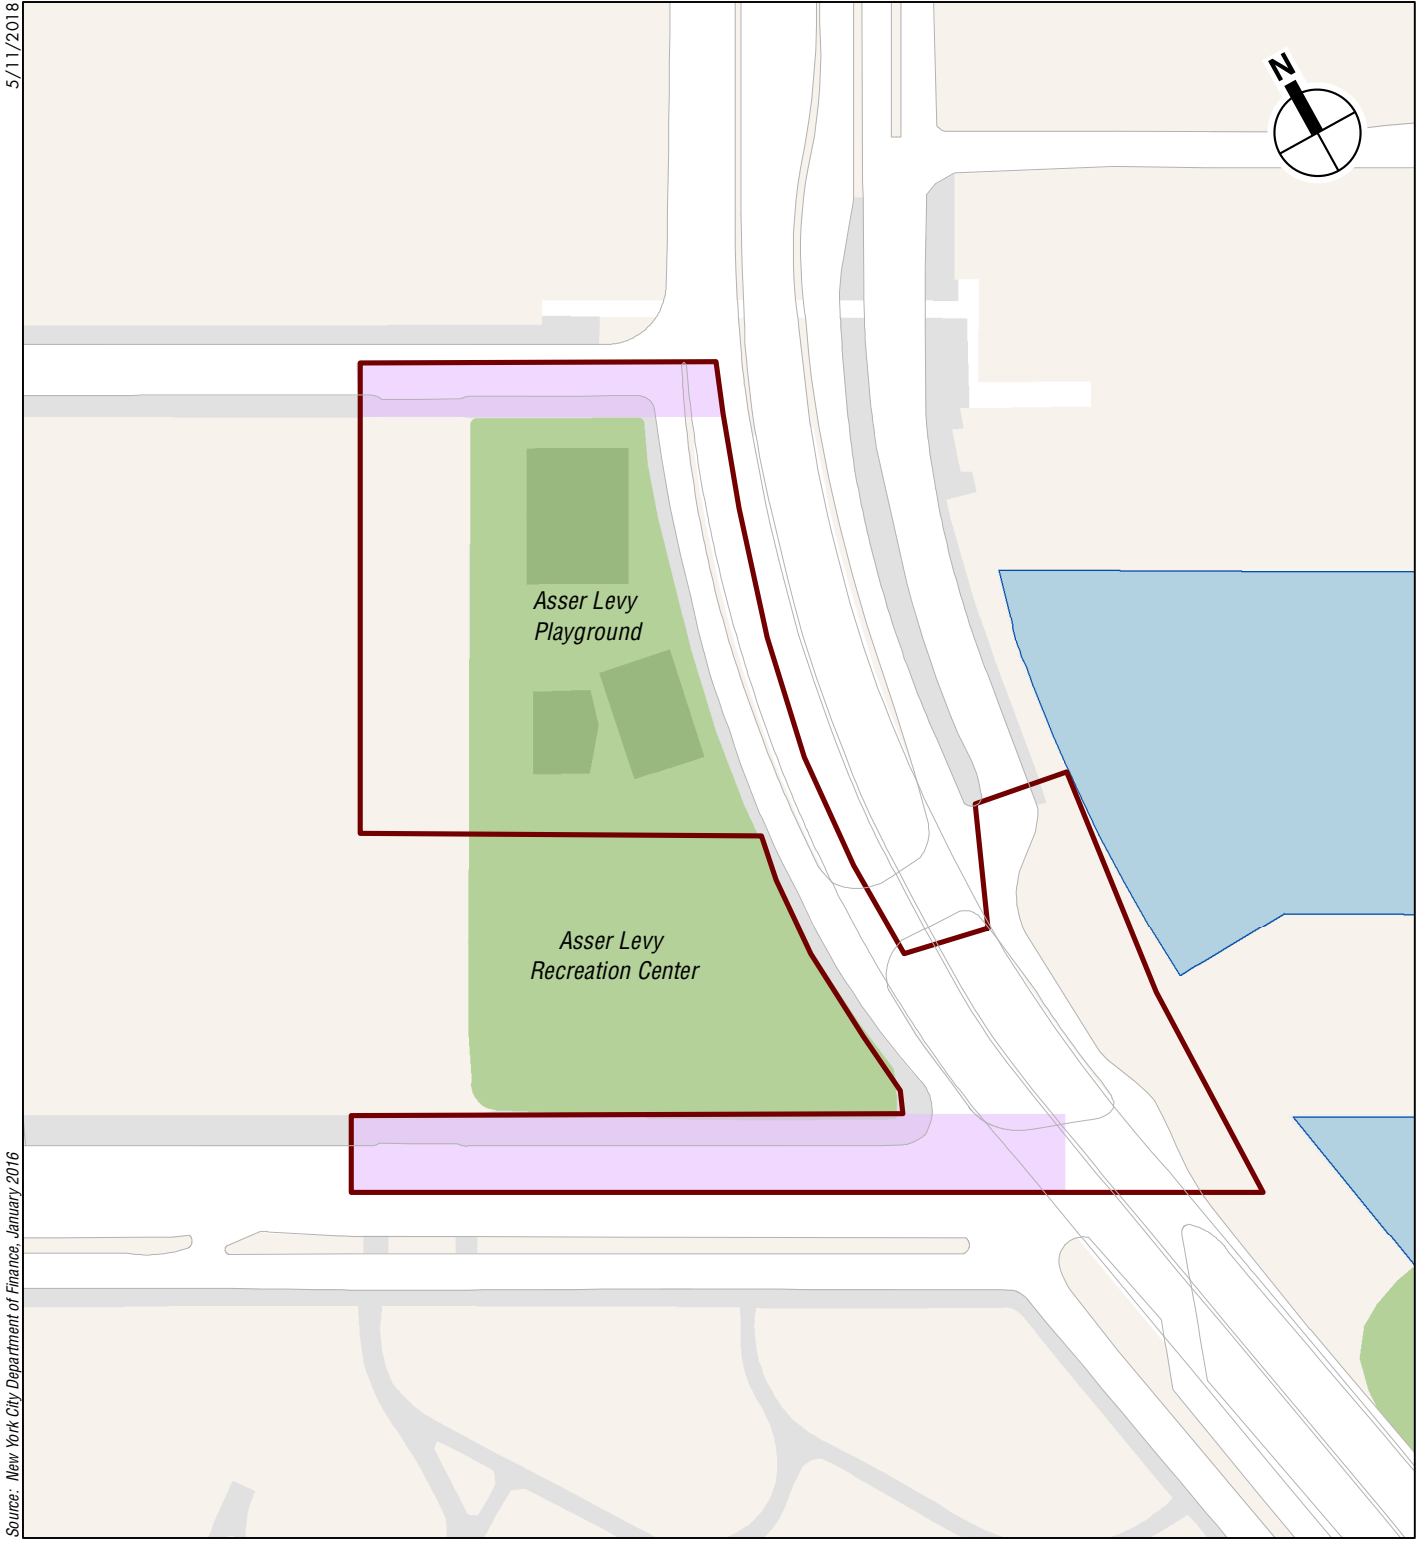 5/11/2018
N
Asser Levy
Playground
Asser Levy
Recreation Center
Source: New York City Department of Finance, January 2016